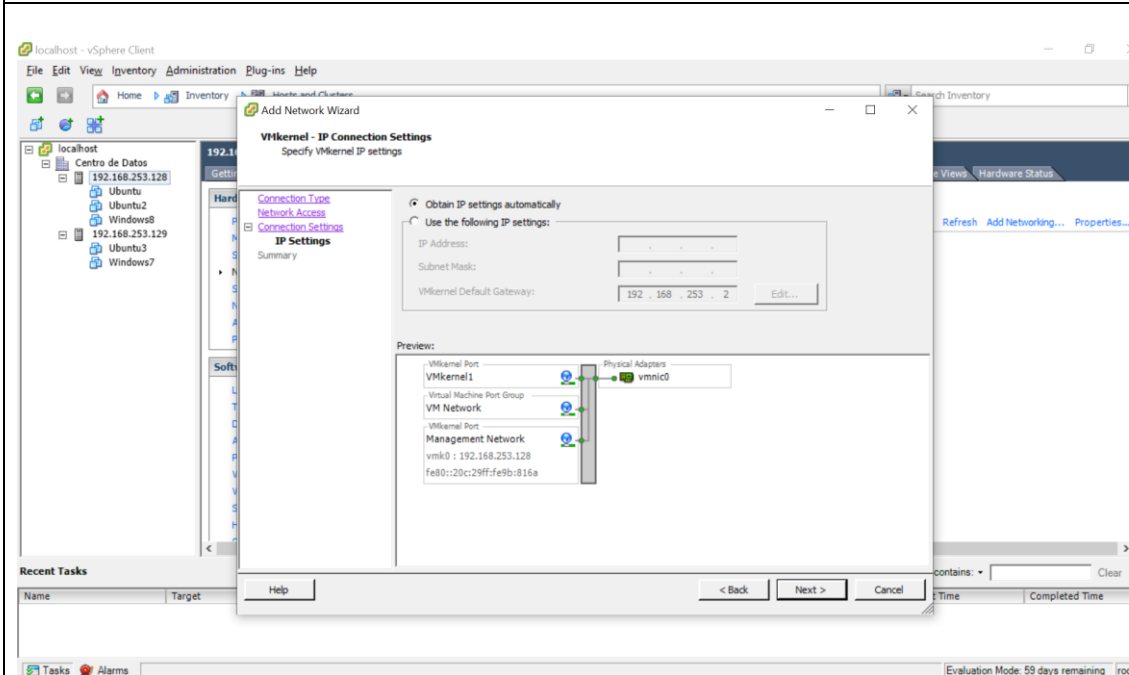 localhost - vSphere Client
File Edit View Inventory Administration Plug-ins Help
Home Inventory Hosts and Clusters
Search Inventory
Add Network Wizard
VMkernel - IP Connection Settings
Specify VMkernel IP settings
localhost
Centro de Datos
192.168.253.128
Ubuntu
Ubuntu2
Windows8
192.168.253.129
Ubuntu3
Windows7
Views Hardware Status
Refresh Add Networking... Properties...
Connection Type
Network Access
Connection Settings
IP Settings
Summary
Obtain IP settings automatically
Use the following IP settings:
IP Address: . . .
Subnet Mask: . . .
VMkernel Default Gateway: 192 . 168 . 253 . 2 Edit...
Preview:
VMkernel Port
VMkernel1
Virtual Machine Port Group
VM Network
VMkernel Port
Management Network
vmk0 : 192.168.253.128
fe80::20c:29ff:fe9b:816a
Physical Adapters
vmnic0
Help < Back Next > Cancel
Recent Tasks
contains: Clear
Name Target Time Completed Time
Tasks Alarms
Evaluation Mode: 59 days remaining